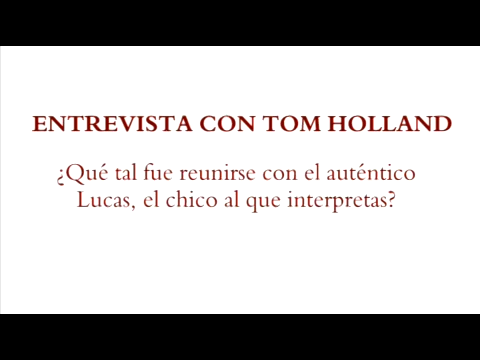 ENTREVISTA CON TOM HOLLAND
¿Qué tal fue reunirse con el auténtico
Lucas, el chico al que interpretas?